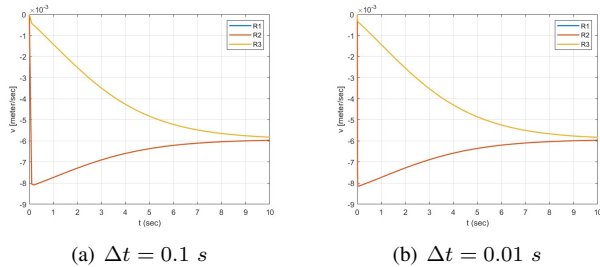 ×10⁻³
0
-1
-2
-3
-4
-5
-6
-7
-8
-9
v [meter/sec]
0 1 2 3 4 5 6 7 8 9 10
t (sec)
R1
R2
R3
(a) Δt = 0.1 s
×10⁻³
0
-1
-2
-3
-4
-5
-6
-7
-8
-9
v [meter/sec]
0 1 2 3 4 5 6 7 8 9 10
t (sec)
R1
R2
R3
(b) Δt = 0.01 s